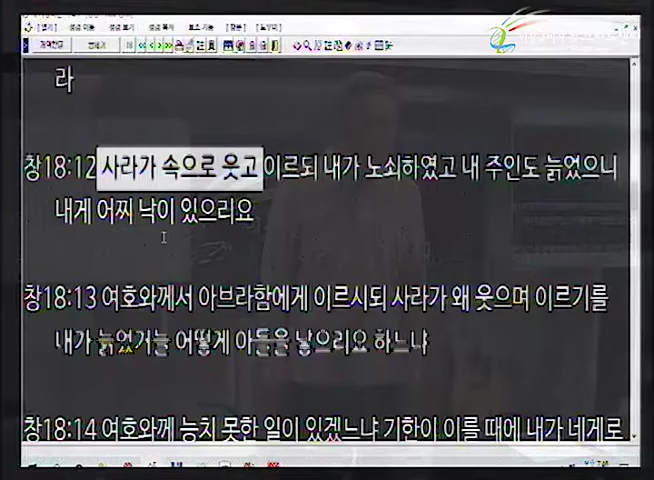 라
창18:12 사라가 속으로 웃고 이르되 내가 노쇠하였고 내 주인도 늙었으니
내게 어찌 낙이 있으리요
창18:13 여호와께서 아브라함에게 이르시되 사라가 왜 웃으며 이르기를
내가 늙었거늘 어떻게 아들을 낳으리요 하느냐
창18:14 여호와께 능치 못한 일이 있겠느냐 기한이 이를 때에 내가 네게로